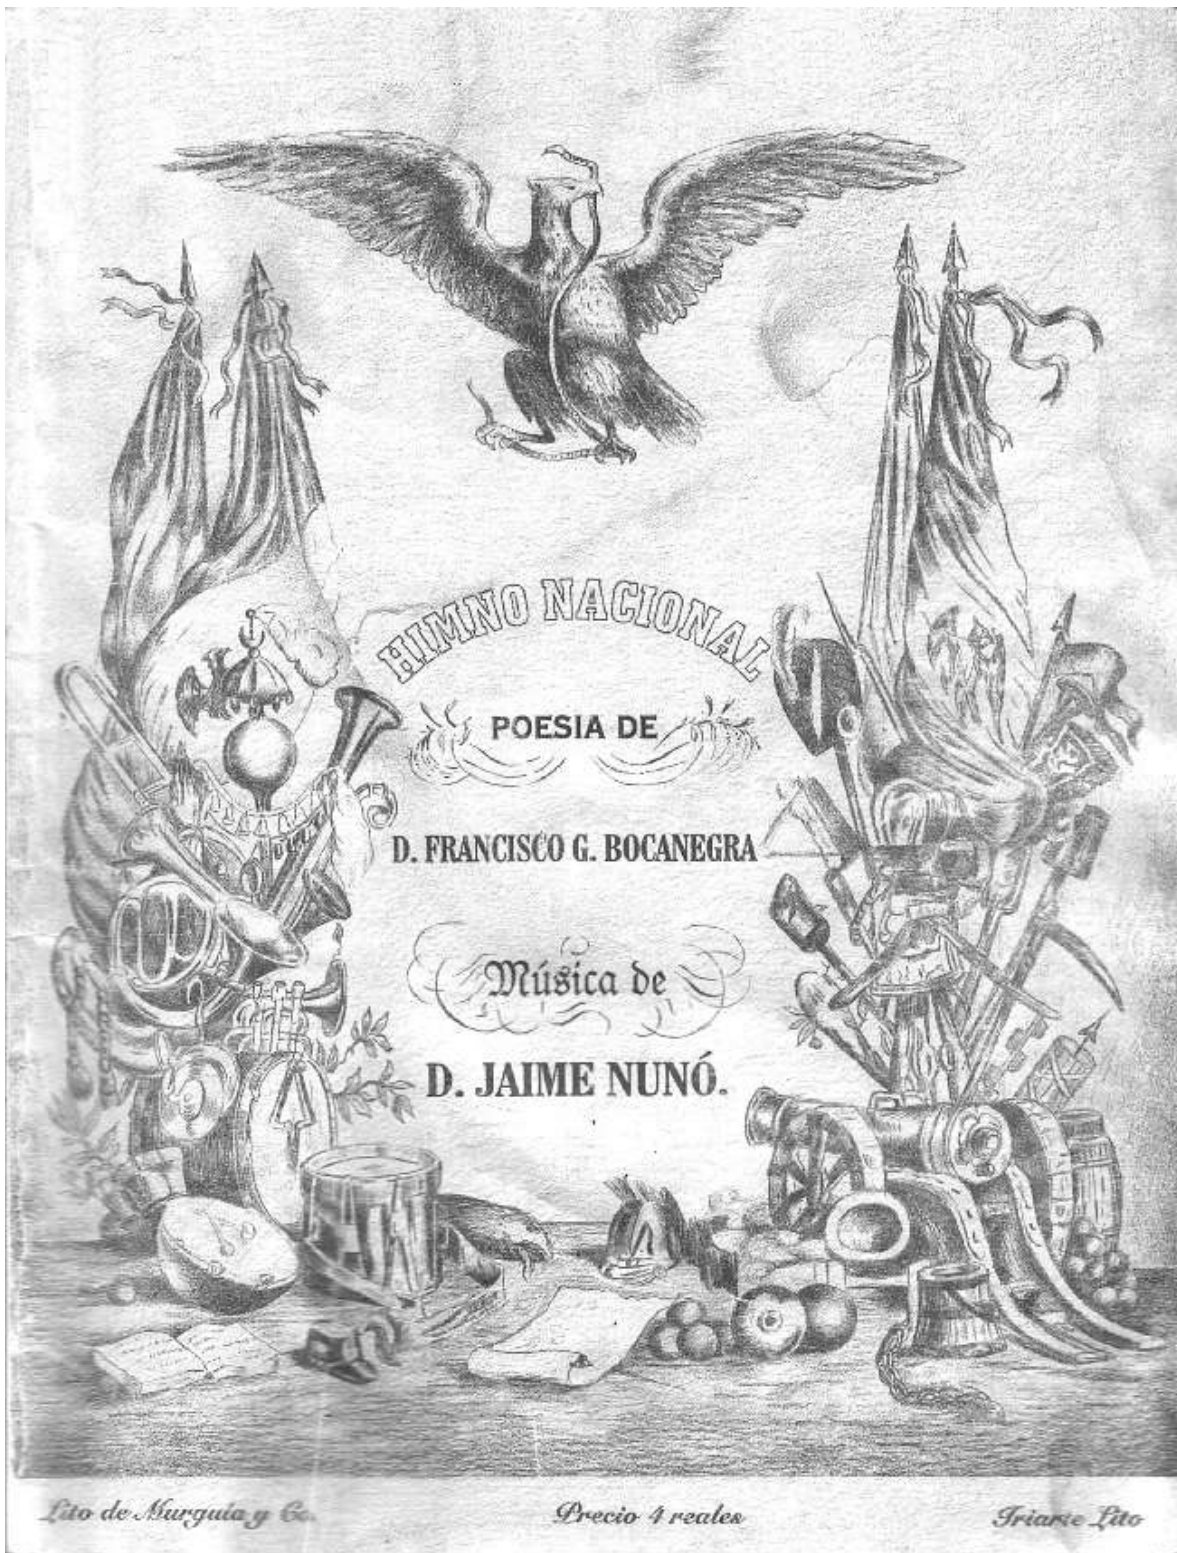 HIMNO NACIONAL
POESIA DE
D. FRANCISCO G. BOCANEGRA
Música de
D. JAIME NUNÓ.
Lito de Murguia y Co.
Precio 4 reales
Iriarte Lito